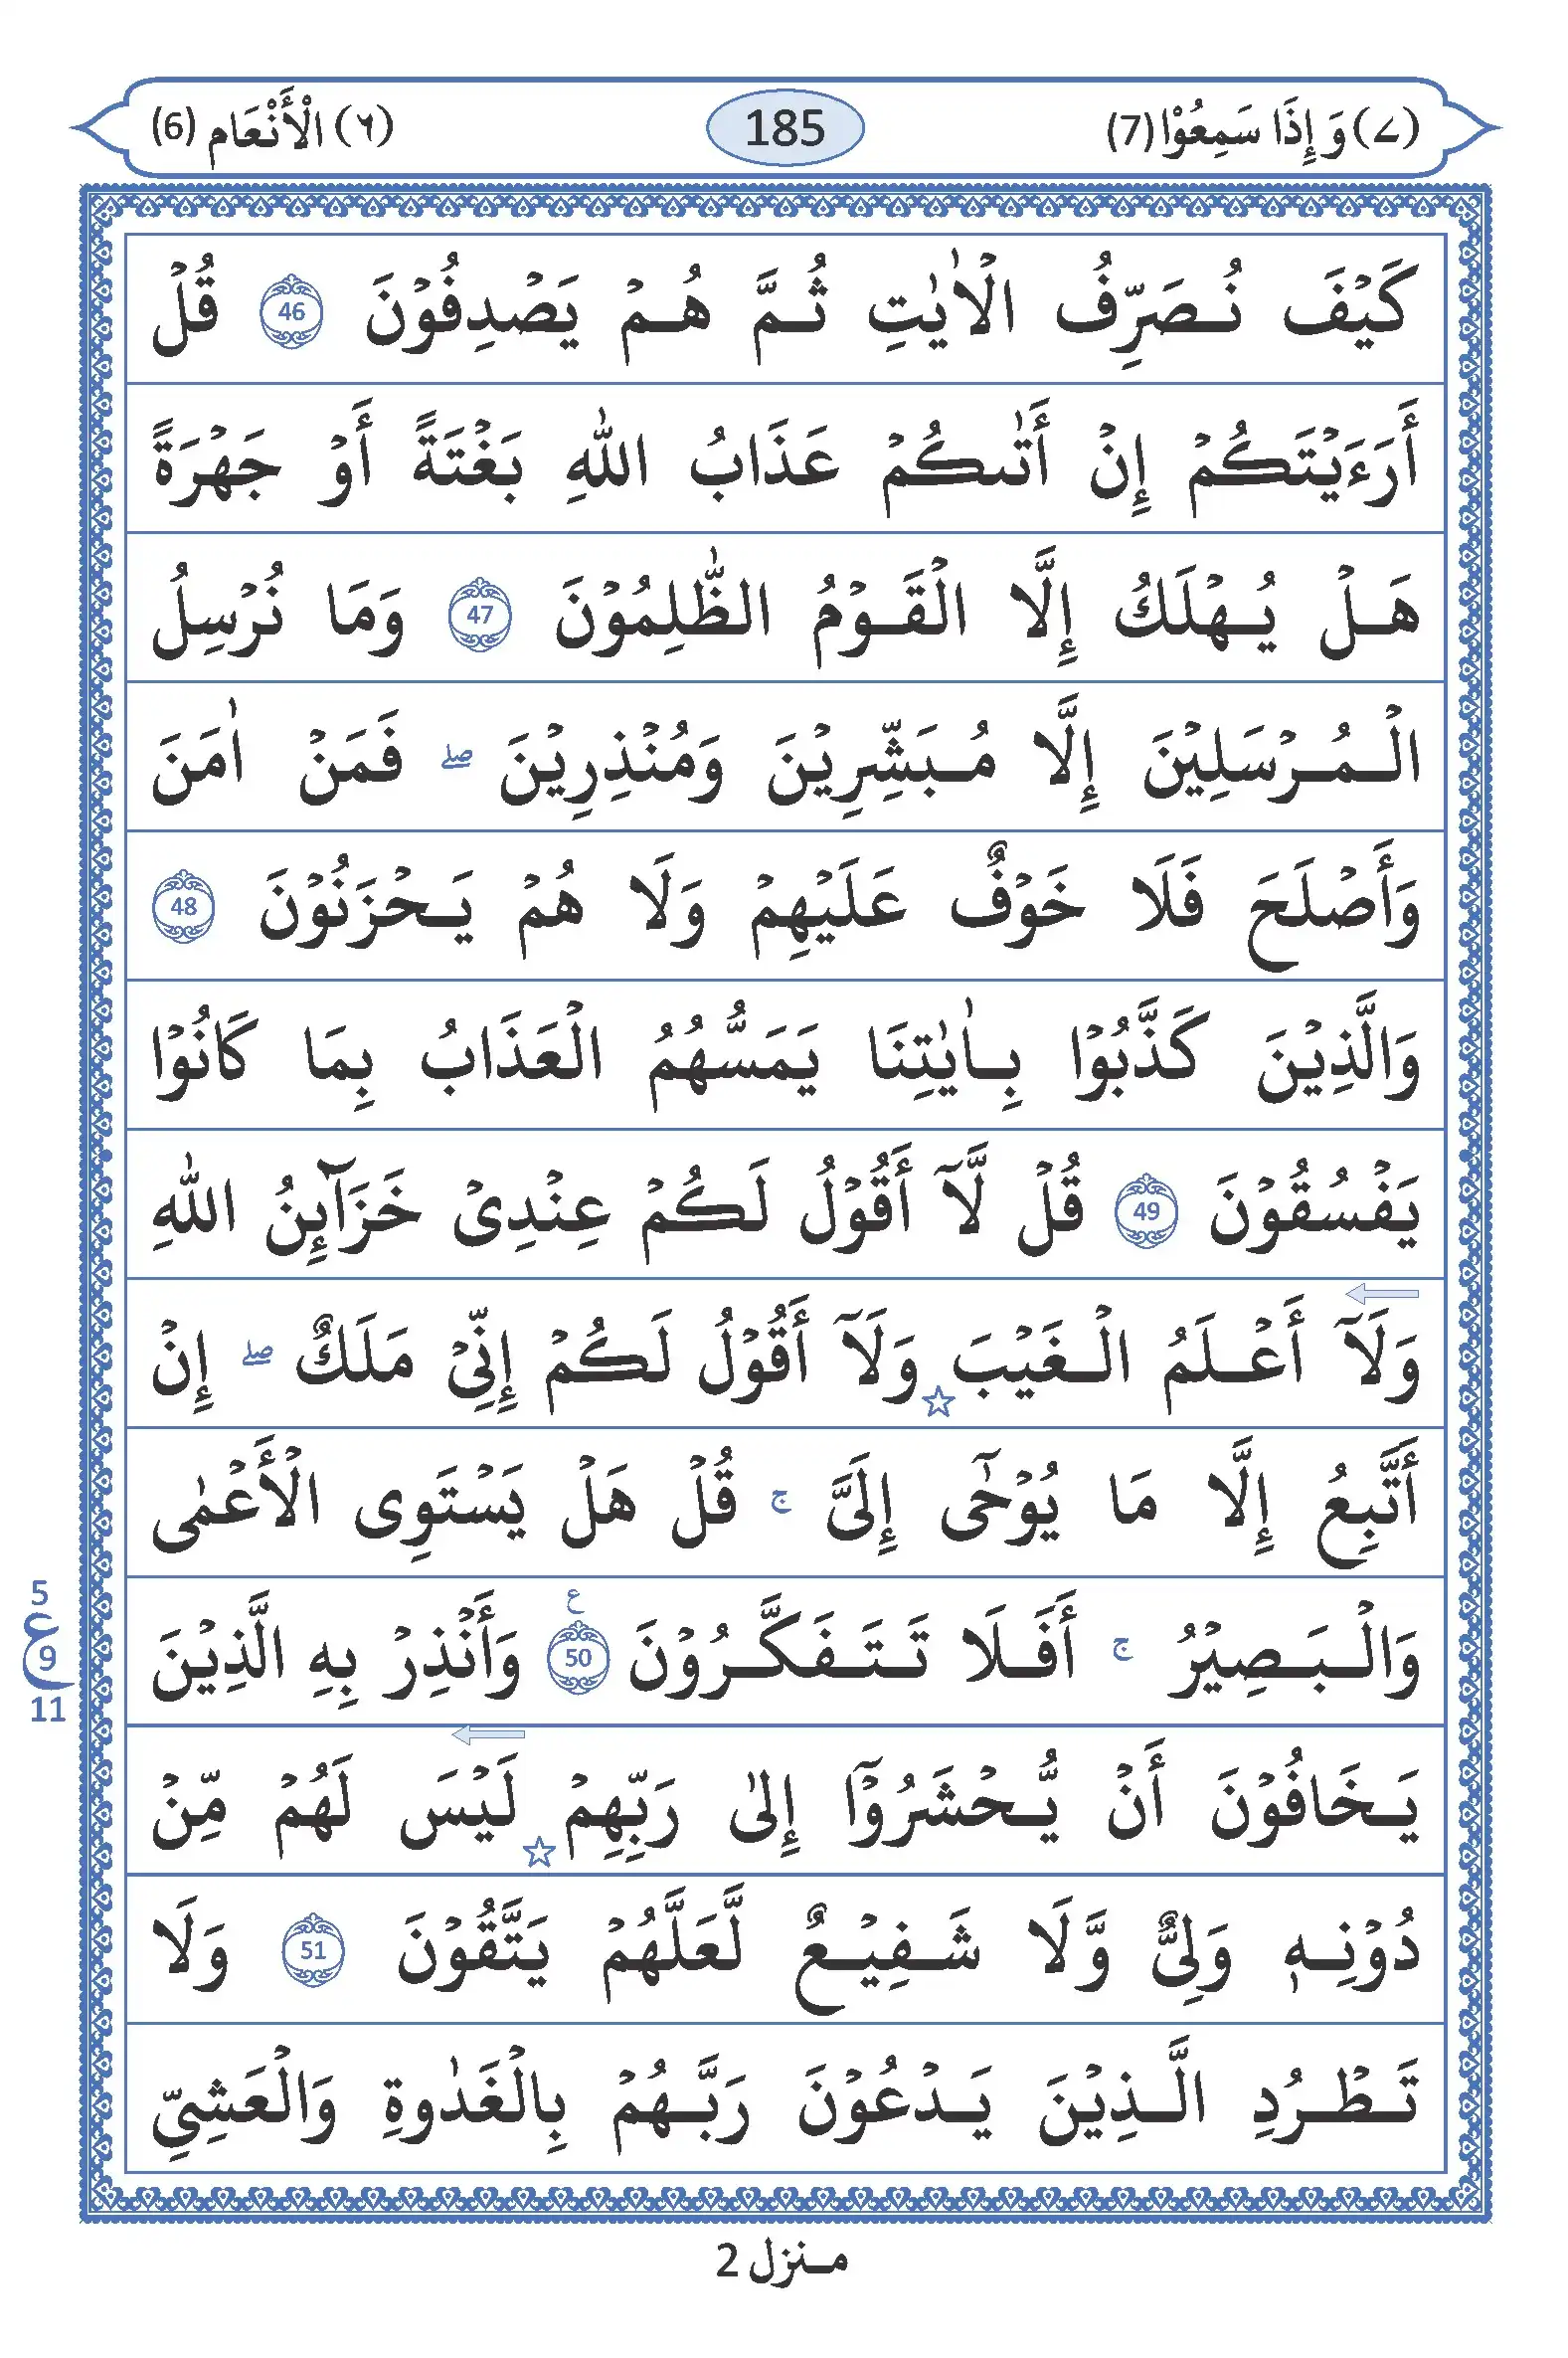 (٧) وَ إِذَا سَمِعُوْا (7) 185 (٦) الْأَنْعَام (6)
كَيْفَ نُصَرِّفُ الْاٰيٰتِ ثُمَّ هُمْ يَصْدِفُوْنَ 46 قُلْ
أَرَءَيْتَكُمْ إِنْ أَتٰىكُمْ عَذَابُ اللّٰهِ بَغْتَةً أَوْ جَهْرَةً
هَلْ يُهْلَكُ إِلَّا الْقَوْمُ الظّٰلِمُوْنَ 47 وَمَا نُرْسِلُ
الْمُرْسَلِيْنَ إِلَّا مُبَشِّرِيْنَ وَمُنْذِرِيْنَ ۖ فَمَنْ اٰمَنَ
وَأَصْلَحَ فَلَا خَوْفٌ عَلَيْهِمْ وَلَا هُمْ يَحْزَنُوْنَ 48
وَالَّذِيْنَ كَذَّبُوْا بِاٰيٰتِنَا يَمَسُّهُمُ الْعَذَابُ بِمَا كَانُوْا
يَفْسُقُوْنَ 49 قُلْ لَّآ أَقُوْلُ لَكُمْ عِنْدِىْ خَزَآئِنُ اللّٰهِ
وَلَآ أَعْلَمُ الْغَيْبَ ☆ وَلَآ أَقُوْلُ لَكُمْ إِنِّىْ مَلَكٌ ۖ إِنْ
أَتَّبِعُ إِلَّا مَا يُوْحٰٓى إِلَىَّ ۚ قُلْ هَلْ يَسْتَوِى الْأَعْمٰى
وَالْبَصِيْرُ ۚ أَفَلَا تَتَفَكَّرُوْنَ 50 ع وَأَنْذِرْ بِهِ الَّذِيْنَ
5
ع 9
11
يَخَافُوْنَ أَنْ يُّحْشَرُوْٓا إِلىٰ رَبِّهِمْ ☆ لَيْسَ لَهُمْ مِّنْ
دُوْنِهٖ وَلِىٌّ وَّلَا شَفِيْعٌ لَّعَلَّهُمْ يَتَّقُوْنَ 51 وَلَا
تَطْرُدِ الَّذِيْنَ يَدْعُوْنَ رَبَّهُمْ بِالْغَدٰوةِ وَالْعَشِىِّ
منزل 2